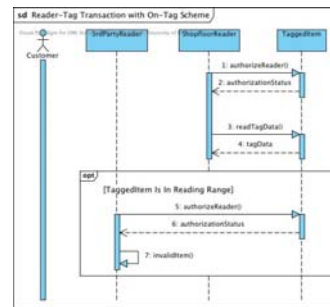 sd Reader-Tag Transaction with On-Tag Scheme
Customer
3rdPartyReader
ShopfloorReader
TaggedItem
1: authorizeReader()
2: authorizationStatus
3: readTagData()
4: tagData
opt
[TaggedItem Is In Reading Range]
5: authorizeReader()
6: authorizationStatus
7: invalidItem()